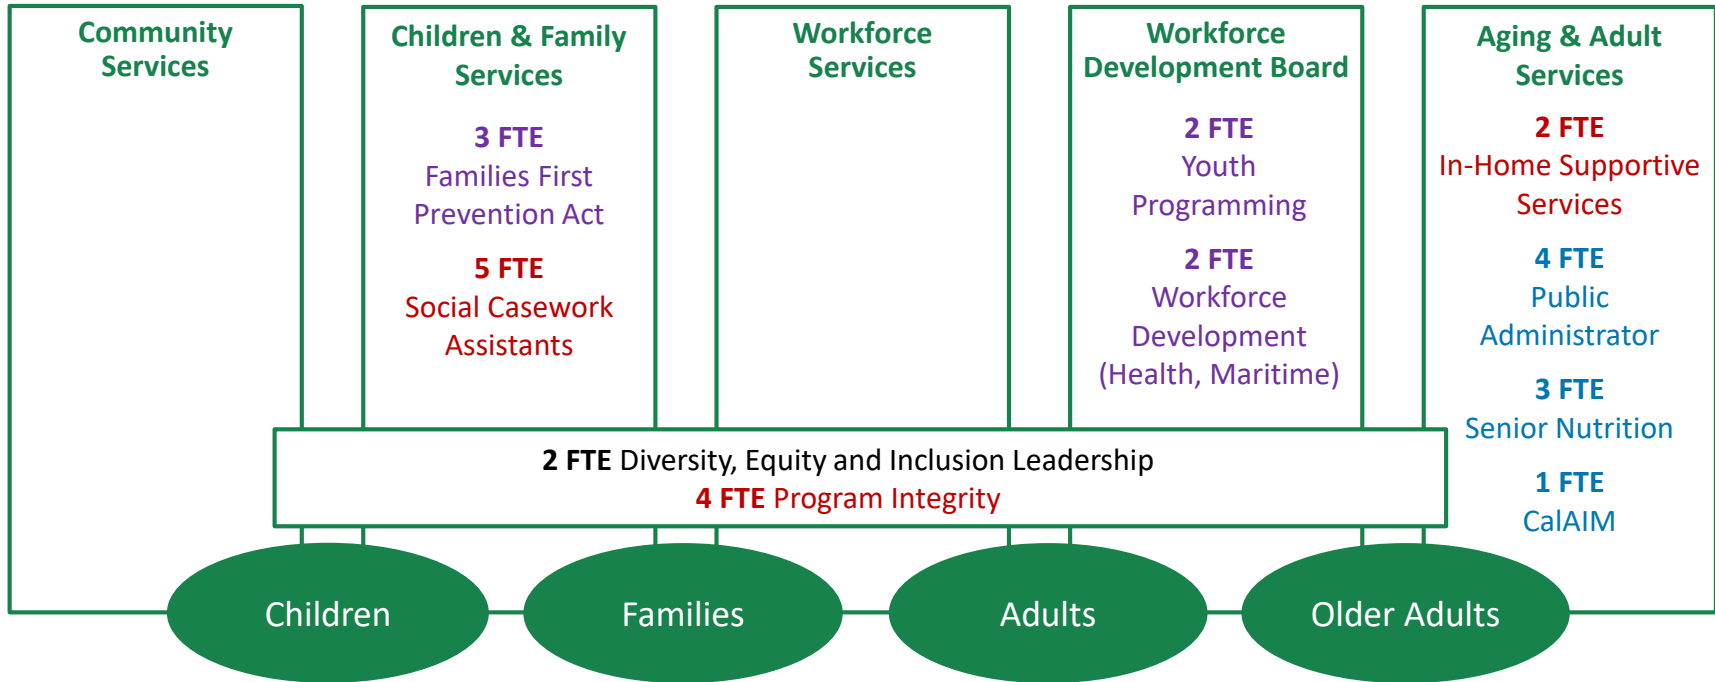 Community
Services
Children & Family
Services
3 FTE
Families First
Prevention Act
5 FTE
Social Casework
Assistants
Workforce
Services
Workforce
Development Board
2 FTE
Youth
Programming
2 FTE
Workforce
Development
(Health, Maritime)
Aging & Adult
Services
2 FTE
In-Home Supportive
Services
4 FTE
Public
Administrator
3 FTE
Senior Nutrition
1 FTE
CalAIM
2 FTE Diversity, Equity and Inclusion Leadership
4 FTE Program Integrity
Children
Families
Adults
Older Adults